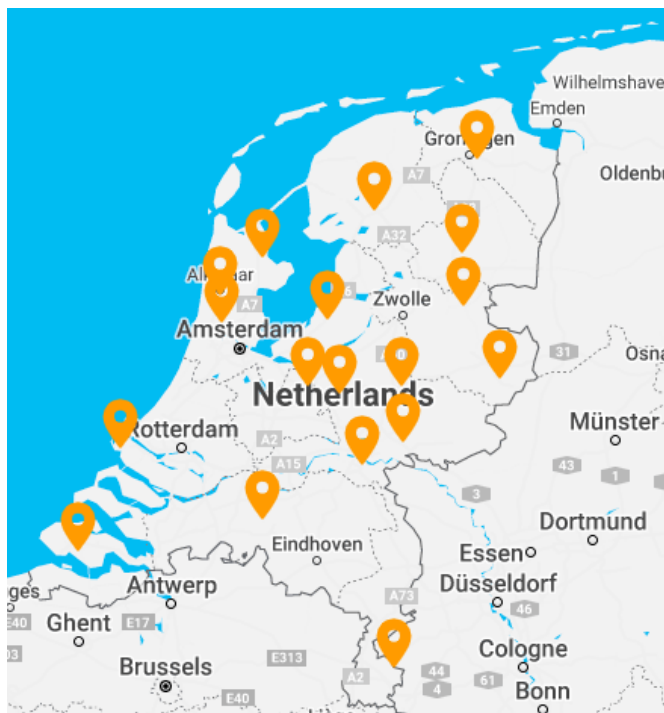 Wilhelmshave
Emden
Groningen
A7
Oldenbu
A32
Alkmaar
A7
Zwolle
Amsterdam
31
Osna
Netherlands
Rotterdam
A2
Münster
A15
43
1
3
Eindhoven
Dortmund
Essen
ges
Antwerp
A73
Düsseldorf
E40
Ghent
E17
46
03
E313
Cologne
Brussels
A2
44
61
4
E40
Bonn